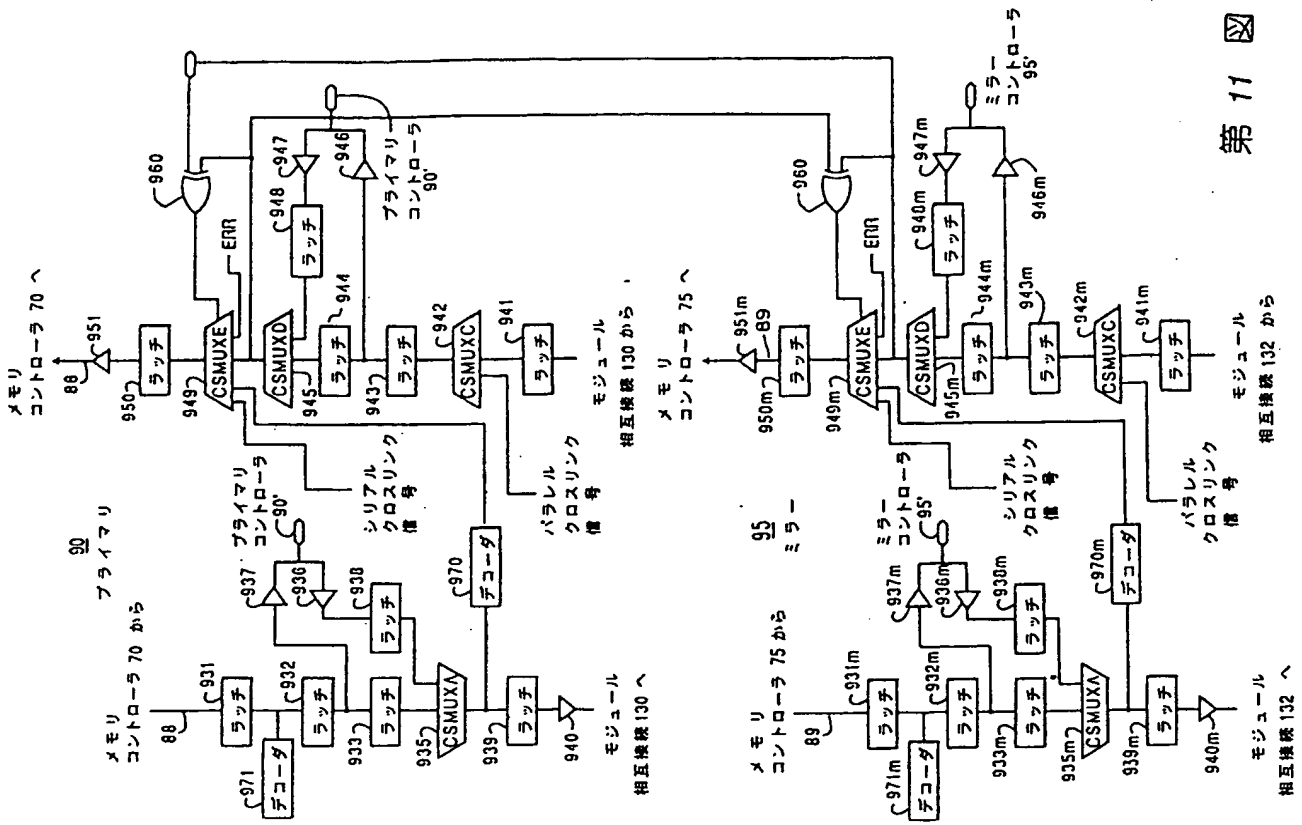 90
プライマリ
メモリ
コントローラ 70 から
88
931
ラッチ
971
デコーダ
932
ラッチ
933
ラッチ
937
プライマリ
コントローラ
90'
936
938
ラッチ
935
CSMUXA
970
デコーダ
939
ラッチ
940
モジュール
相互接続 130 へ
メモリ
コントローラ 70 へ
88
951
950
ラッチ
960
949
CSMUXE
ERR
シリアル
クロスリンク
信 号
CSMUXD
945
948
ラッチ
947
プライマリ
コントローラ
90'
946
944
ラッチ
943
ラッチ
942
CSMUXC
パラレル
クロスリンク
信 号
941
ラッチ
モジュール
相互接続 130 から
95
ミラー
メモリ
コントローラ 75 から
89
931m
ラッチ
971m
デコーダ
932m
ラッチ
933m
ラッチ
937m
ミラー
コントローラ
95'
936m
938m
ラッチ
935m
CSMUXA
970m
デコーダ
939m
ラッチ
940m
モジュール
相互接続 132 へ
メモリ
コントローラ 75 へ
951m
89
950m
ラッチ
960
949m
CSMUXE
ERR
シリアル
クロスリンク
信 号
CSMUXD
945m
940m
ラッチ
947m
ミラー
コントローラ
95'
946m
944m
ラッチ
943m
ラッチ
942m
CSMUXC
パラレル
クロスリンク
信 号
941m
ラッチ
モジュール
相互接続 132 から
第 11 図